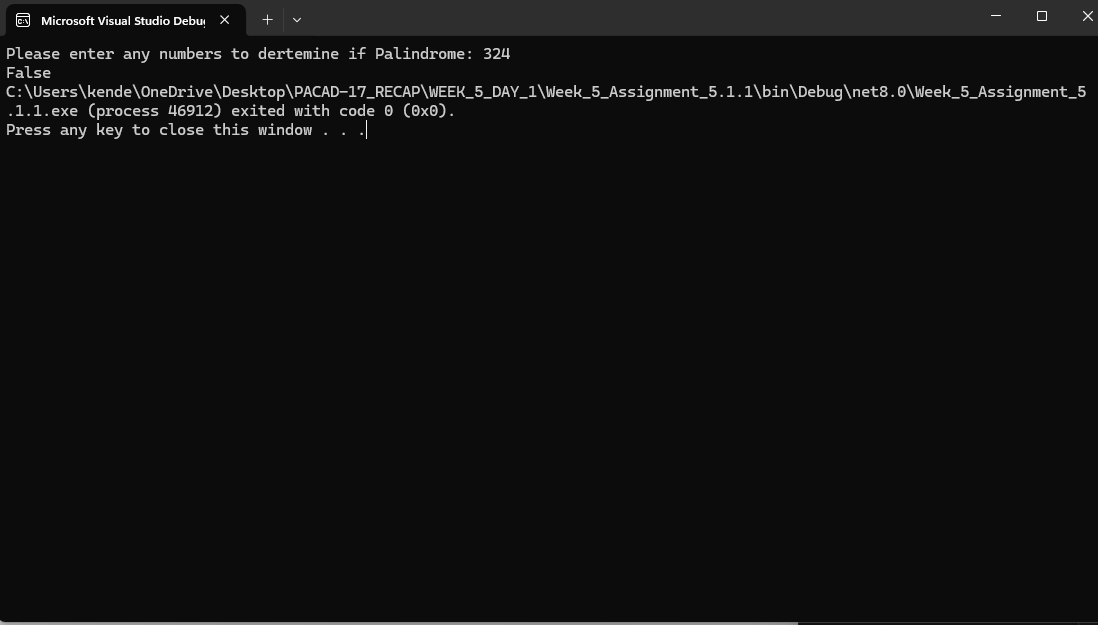 Microsoft Visual Studio Debu
Please enter any numbers to dertemine if Palindrome: 324
False
C:\Users\kende\OneDrive\Desktop\PACAD-17_RECAP\WEEK_5_DAY_1\Week_5_Assignment_5.1.1\bin\Debug\net8.0\Week_5_Assignment_5
.1.1.exe (process 46912) exited with code 0 (0x0).
Press any key to close this window . . .